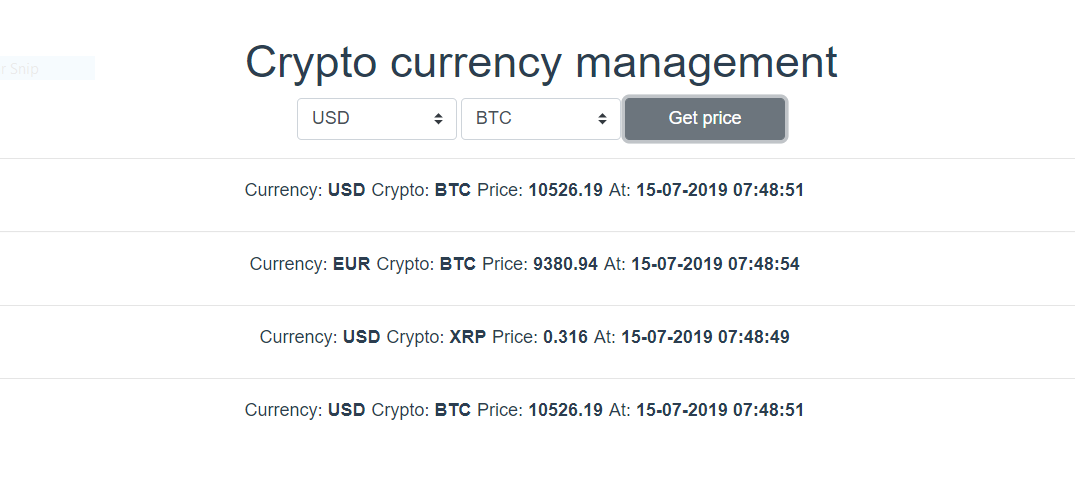 Crypto currency management
r Snip
USD BTC Get price
Currency: USD Crypto: BTC Price: 10526.19 At: 15-07-2019 07:48:51
Currency: EUR Crypto: BTC Price: 9380.94 At: 15-07-2019 07:48:54
Currency: USD Crypto: XRP Price: 0.316 At: 15-07-2019 07:48:49
Currency: USD Crypto: BTC Price: 10526.19 At: 15-07-2019 07:48:51